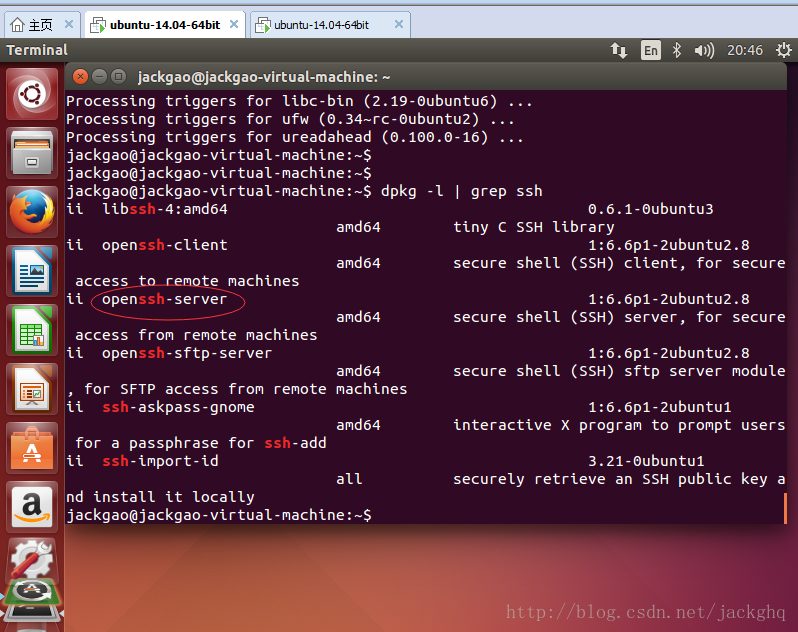 主页
ubuntu-14.04-64bit
ubuntu-14.04-64bit
Terminal
En
20:46
jackgao@jackgao-virtual-machine: ~
Processing triggers for libc-bin (2.19-0ubuntu6) ...
Processing triggers for ufw (0.34~rc-0ubuntu2) ...
Processing triggers for ureadahead (0.100.0-16) ...
jackgao@jackgao-virtual-machine:~$
jackgao@jackgao-virtual-machine:~$
jackgao@jackgao-virtual-machine:~$ dpkg -l | grep ssh
ii  libssh-4:amd64 0.6.1-0ubuntu3
amd64 tiny C SSH library
ii  openssh-client 1:6.6p1-2ubuntu2.8
amd64 secure shell (SSH) client, for secure
access to remote machines
ii  openssh-server 1:6.6p1-2ubuntu2.8
amd64 secure shell (SSH) server, for secure
access from remote machines
ii  openssh-sftp-server 1:6.6p1-2ubuntu2.8
amd64 secure shell (SSH) sftp server module
, for SFTP access from remote machines
ii  ssh-askpass-gnome 1:6.6p1-2ubuntu1
amd64 interactive X program to prompt users
for a passphrase for ssh-add
ii  ssh-import-id 3.21-0ubuntu1
all securely retrieve an SSH public key a
nd install it locally
jackgao@jackgao-virtual-machine:~$
http://blog.csdn.net/jackghq